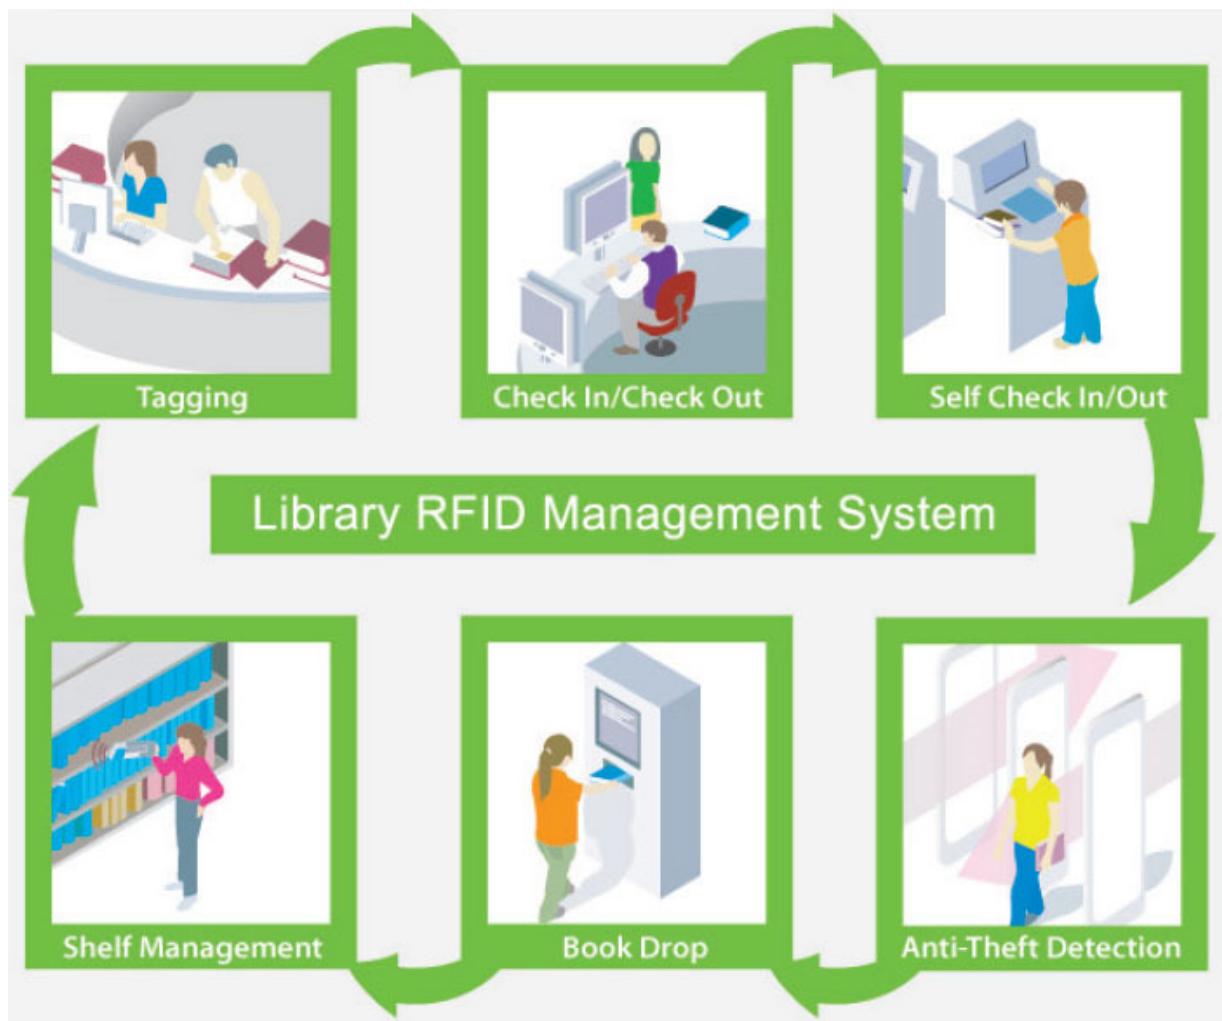 Tagging
Check In/Check Out
Self Check In/Out
Library RFID Management System
Shelf Management
Book Drop
Anti-Theft Detection